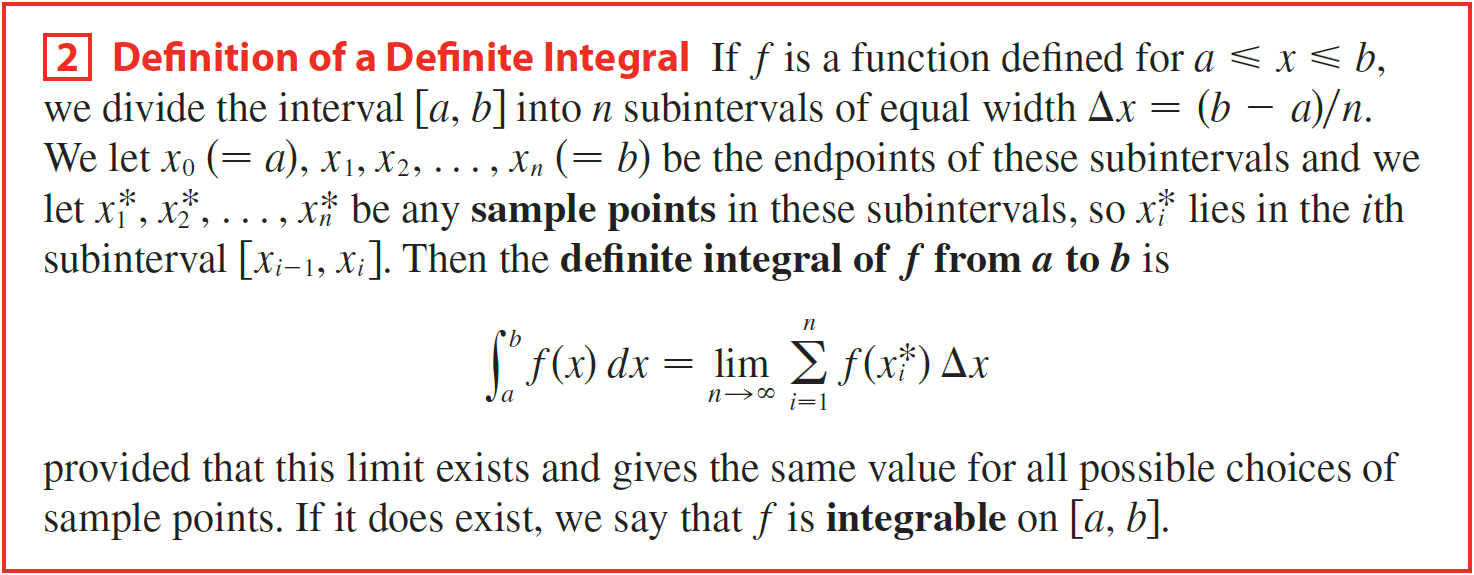 2 Definition of a Definite Integral If f is a function defined for a ⩽ x ⩽ b,
we divide the interval [a, b] into n subintervals of equal width Δx = (b − a)/n.
We let x₀ (= a), x₁, x₂, . . . , xₙ (= b) be the endpoints of these subintervals and we
let x₁*, x₂*, . . . , xₙ* be any sample points in these subintervals, so xᵢ* lies in the ith
subinterval [xᵢ₋₁, xᵢ]. Then the definite integral of f from a to b is
∫ₐᵇ f(x) dx = lim_{n→∞} ∑_{i=1}^{n} f(xᵢ*) Δx
provided that this limit exists and gives the same value for all possible choices of
sample points. If it does exist, we say that f is integrable on [a, b].